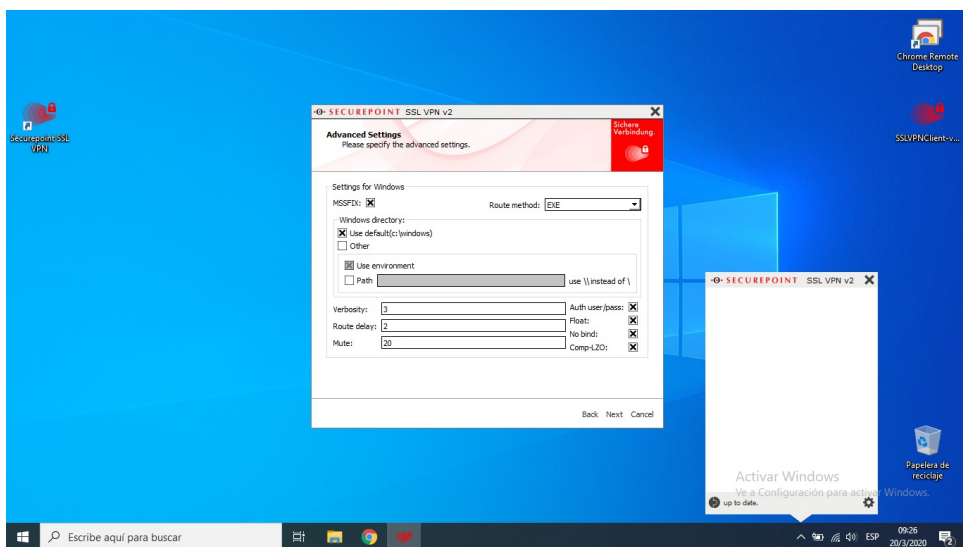 Chrome Remote
Desktop
Securepoint SSL
VPN
SSLVPNClient-v...
SECUREPOINT SSL VPN v2
Sichere
Verbindung.
Advanced Settings
Please specify the advanced settings.
Settings for Windows
MSSFIX:
Route method: EXE
Windows directory:
Use default(c:\windows)
Other
Use environment
Path
use \\ instead of \
Verbosity: 3
Route delay: 2
Mute: 20
Auth user/pass:
Float:
No bind:
Comp-LZO:
Back Next Cancel
SECUREPOINT SSL VPN v2
Papelera de
reciclaje
Activar Windows
Ve a Configuración para activar Windows.
up to date.
Escribe aquí para buscar
ESP
09:26
20/3/2020
2